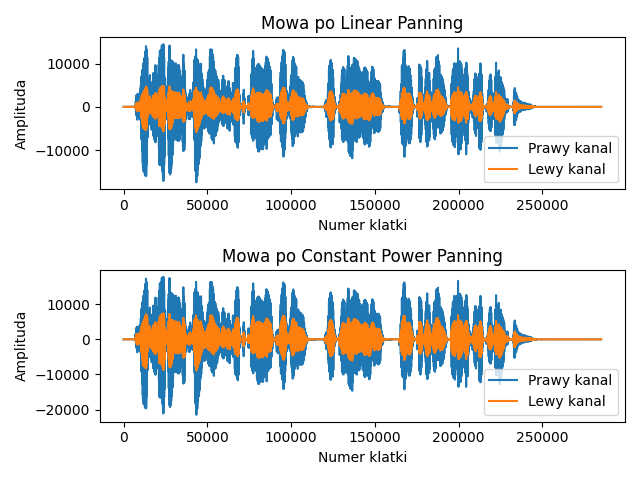 Mowa po Linear Panning
Amplituda
10000
0
−10000
Prawy kanal
Lewy kanal
0 50000 100000 150000 200000 250000
Numer klatki
Mowa po Constant Power Panning
Amplituda
10000
0
−10000
−20000
Prawy kanal
Lewy kanal
0 50000 100000 150000 200000 250000
Numer klatki